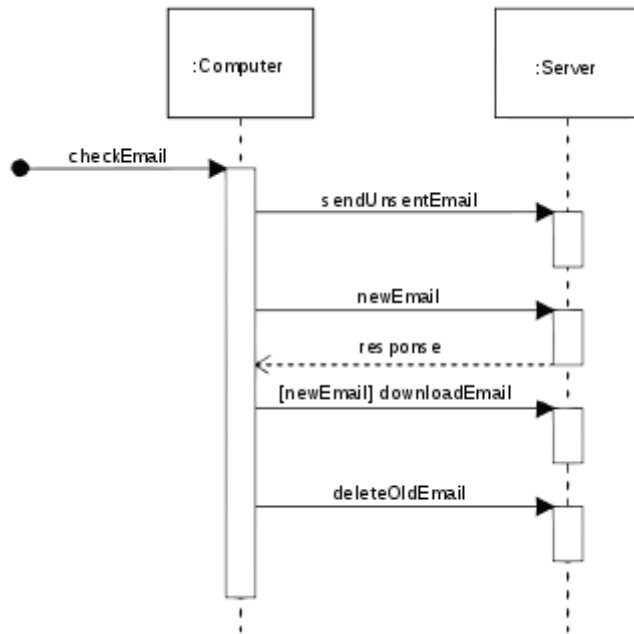 :Computer
:Server
checkEmail
sendUnsentEmail
newEmail
response
[newEmail] downloadEmail
deleteOldEmail